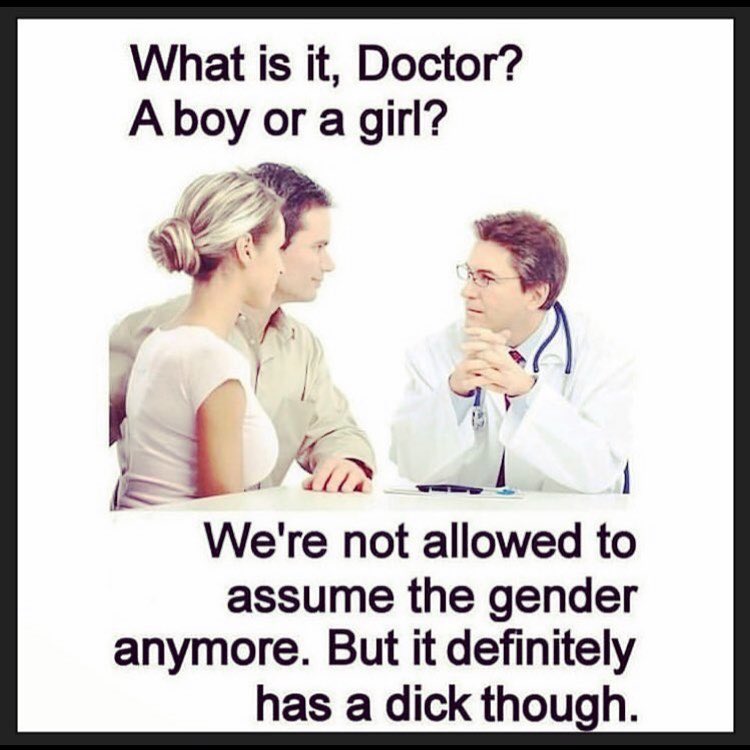 What is it, Doctor?
A boy or a girl?
We're not allowed to
assume the gender
anymore. But it definitely
has a dick though.